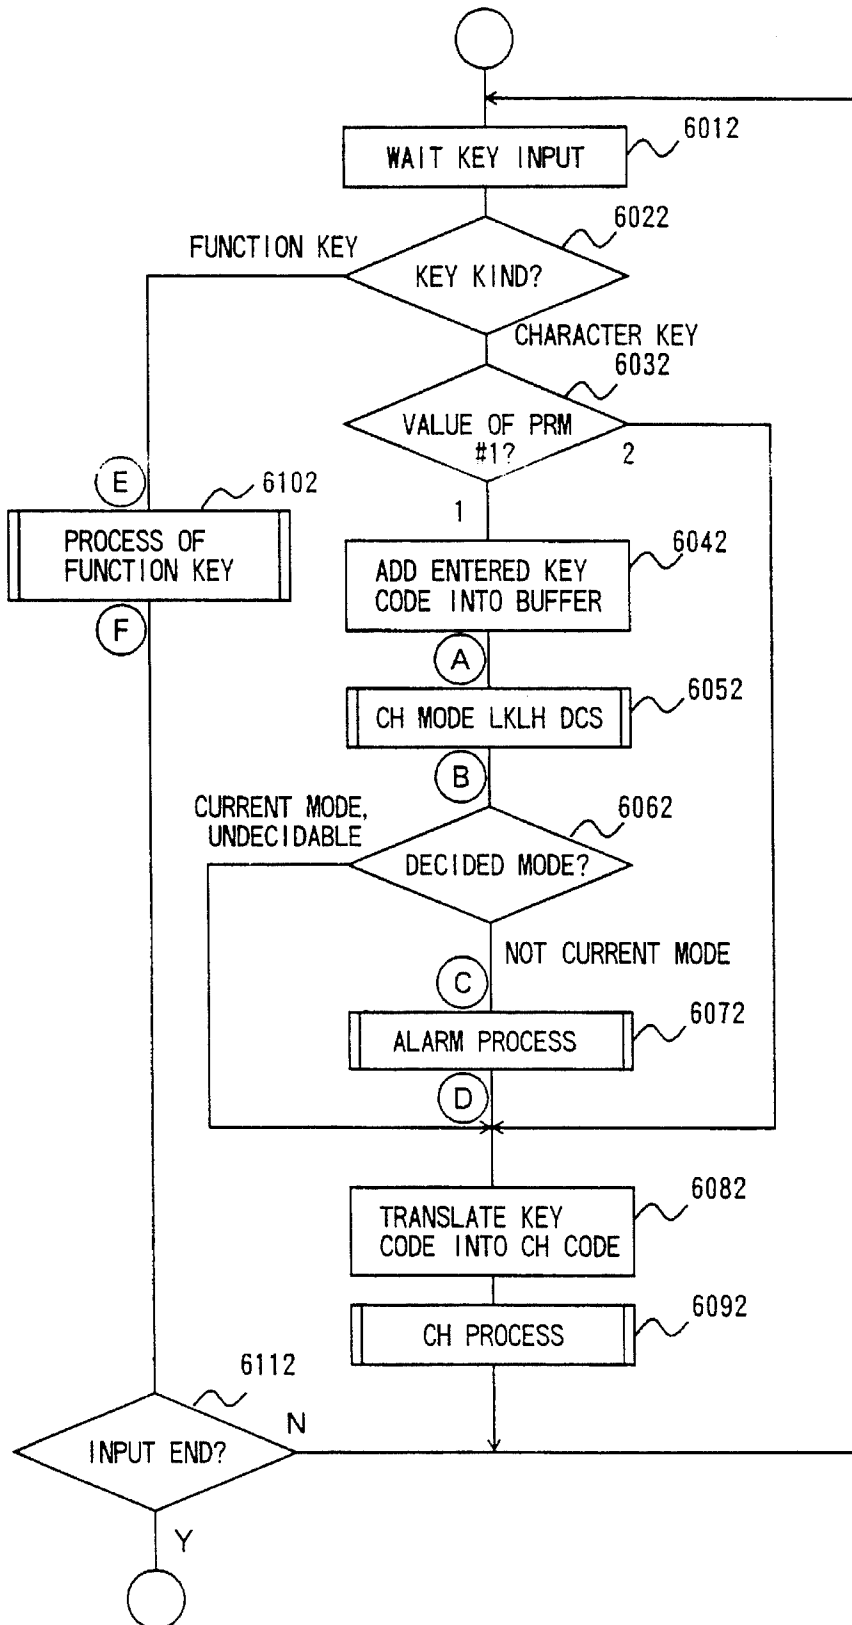 WAIT KEY INPUT
6012
6022
FUNCTION KEY
KEY KIND?
CHARACTER KEY
6032
VALUE OF PRM
#1?
2
1
E
6102
PROCESS OF
FUNCTION KEY
F
6042
ADD ENTERED KEY
CODE INTO BUFFER
A
6052
CH MODE LKLH DCS
B
CURRENT MODE,
UNDECIDABLE
6062
DECIDED MODE?
NOT CURRENT MODE
C
6072
ALARM PROCESS
D
6082
TRANSLATE KEY
CODE INTO CH CODE
6092
CH PROCESS
6112
INPUT END?
N
Y